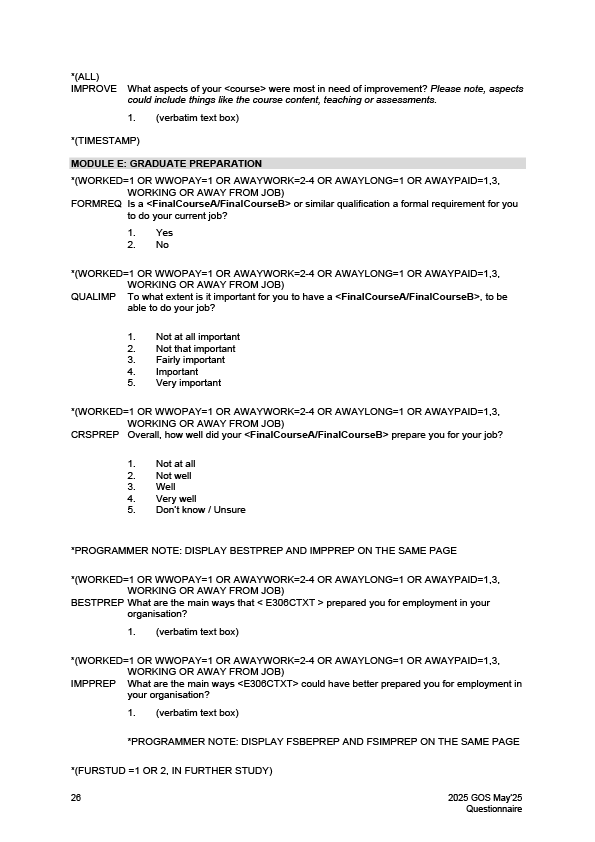 *(ALL)
IMPROVE What aspects of your <course> were most in need of improvement? Please note, aspects
could include things like the course content, teaching or assessments.
1. (verbatim text box)
*(TIMESTAMP)
MODULE E: GRADUATE PREPARATION
*(WORKED=1 OR WWOPAY=1 OR AWAYWORK=2-4 OR AWAYLONG=1 OR AWAYPAID=1,3,
WORKING OR AWAY FROM JOB)
FORMREQ Is a <FinalCourseA/FinalCourseB> or similar qualification a formal requirement for you
to do your current job?
1. Yes
2. No
*(WORKED=1 OR WWOPAY=1 OR AWAYWORK=2-4 OR AWAYLONG=1 OR AWAYPAID=1,3,
WORKING OR AWAY FROM JOB)
QUALIMP To what extent is it important for you to have a <FinalCourseA/FinalCourseB>, to be
able to do your job?
1. Not at all important
2. Not that important
3. Fairly important
4. Important
5. Very important
*(WORKED=1 OR WWOPAY=1 OR AWAYWORK=2-4 OR AWAYLONG=1 OR AWAYPAID=1,3,
WORKING OR AWAY FROM JOB)
CRSPREP Overall, how well did your <FinalCourseA/FinalCourseB> prepare you for your job?
1. Not at all
2. Not well
3. Well
4. Very well
5. Don't know / Unsure
*PROGRAMMER NOTE: DISPLAY BESTPREP AND IMPPREP ON THE SAME PAGE
*(WORKED=1 OR WWOPAY=1 OR AWAYWORK=2-4 OR AWAYLONG=1 OR AWAYPAID=1,3,
WORKING OR AWAY FROM JOB)
BESTPREP What are the main ways that < E306CTXT > prepared you for employment in your
organisation?
1. (verbatim text box)
*(WORKED=1 OR WWOPAY=1 OR AWAYWORK=2-4 OR AWAYLONG=1 OR AWAYPAID=1,3,
WORKING OR AWAY FROM JOB)
IMPPREP What are the main ways <E306CTXT> could have better prepared you for employment in
your organisation?
1. (verbatim text box)
*PROGRAMMER NOTE: DISPLAY FSBEPREP AND FSIMPREP ON THE SAME PAGE
*(FURSTUD =1 OR 2, IN FURTHER STUDY)
26 2025 GOS May'25
Questionnaire